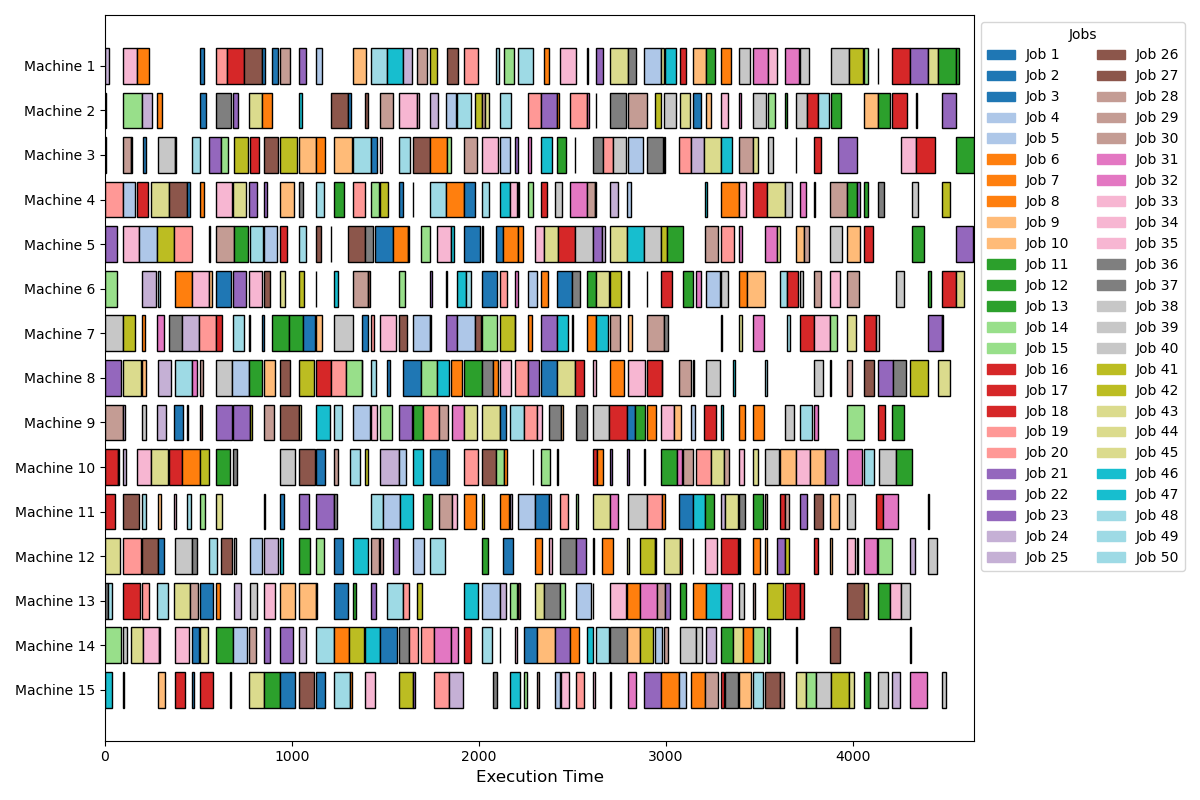 Machine 1
Machine 2
Machine 3
Machine 4
Machine 5
Machine 6
Machine 7
Machine 8
Machine 9
Machine 10
Machine 11
Machine 12
Machine 13
Machine 14
Machine 15
0 1000 2000 3000 4000
Execution Time
Jobs
Job 1
Job 2
Job 3
Job 4
Job 5
Job 6
Job 7
Job 8
Job 9
Job 10
Job 11
Job 12
Job 13
Job 14
Job 15
Job 16
Job 17
Job 18
Job 19
Job 20
Job 21
Job 22
Job 23
Job 24
Job 25
Job 26
Job 27
Job 28
Job 29
Job 30
Job 31
Job 32
Job 33
Job 34
Job 35
Job 36
Job 37
Job 38
Job 39
Job 40
Job 41
Job 42
Job 43
Job 44
Job 45
Job 46
Job 47
Job 48
Job 49
Job 50